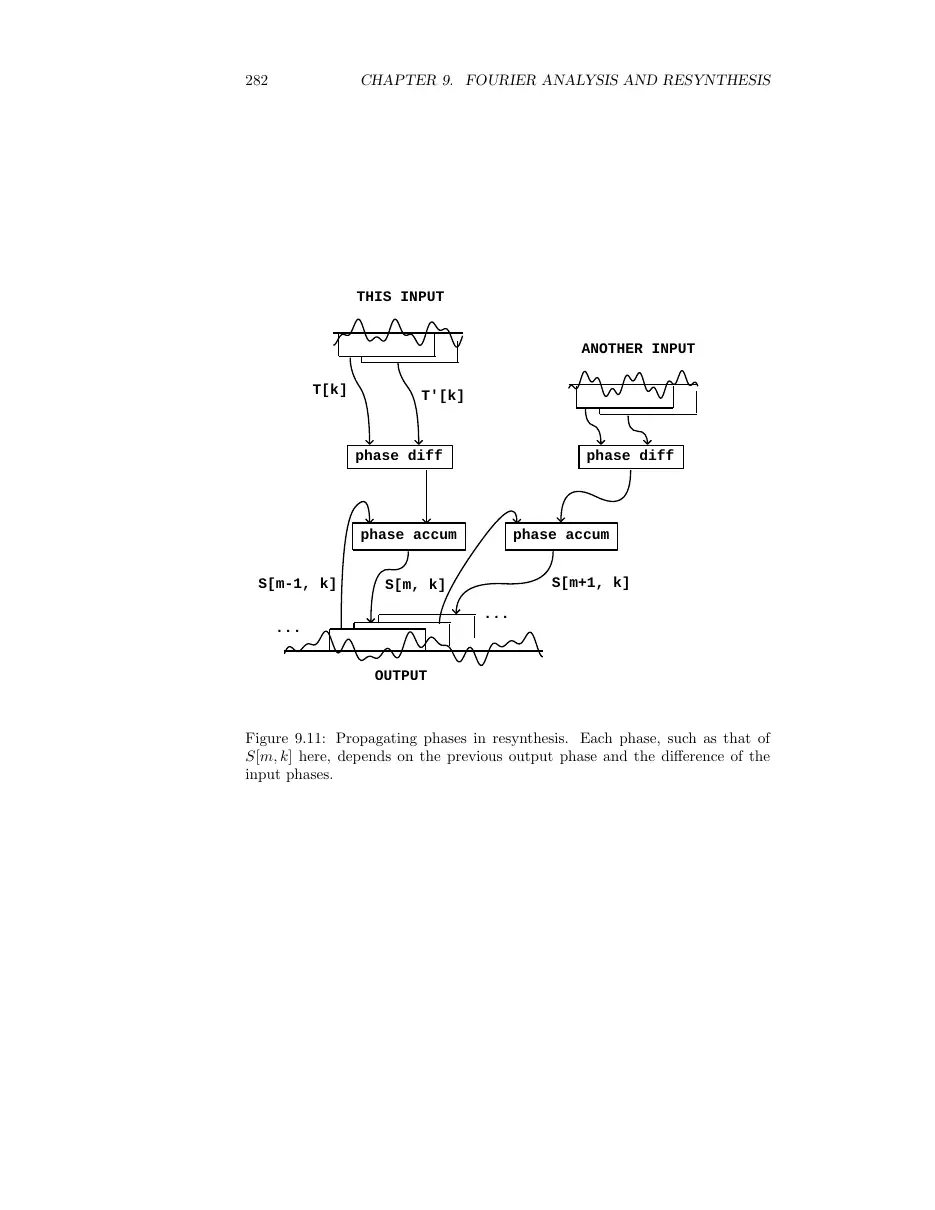 282 CHAPTER 9. FOURIER ANALYSIS AND RESYNTHESIS
THIS INPUT
ANOTHER INPUT
T[k]
T'[k]
phase diff
phase diff
phase accum
phase accum
S[m-1, k]
S[m, k]
S[m+1, k]
...
...
OUTPUT
Figure 9.11: Propagating phases in resynthesis. Each phase, such as that of
S[m, k] here, depends on the previous output phase and the difference of the
input phases.